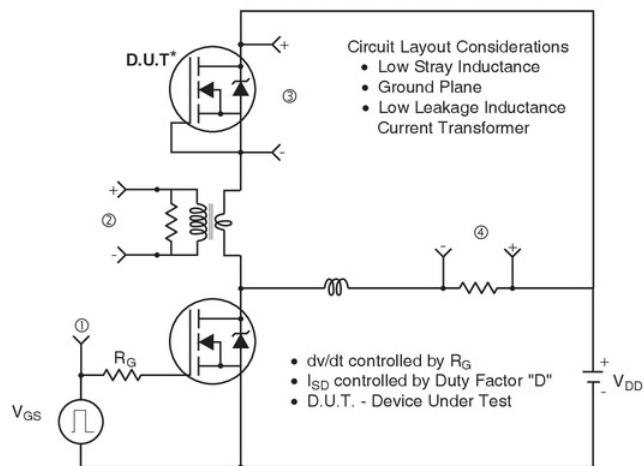 D.U.T*
+
Circuit Layout Considerations
• Low Stray Inductance
③
• Ground Plane
• Low Leakage Inductance
Current Transformer
-
+
②
-
- ④ +
①
RG
• dv/dt controlled by RG
+
• ISD controlled by Duty Factor "D"
VDD
-
• D.U.T. - Device Under Test
VGS